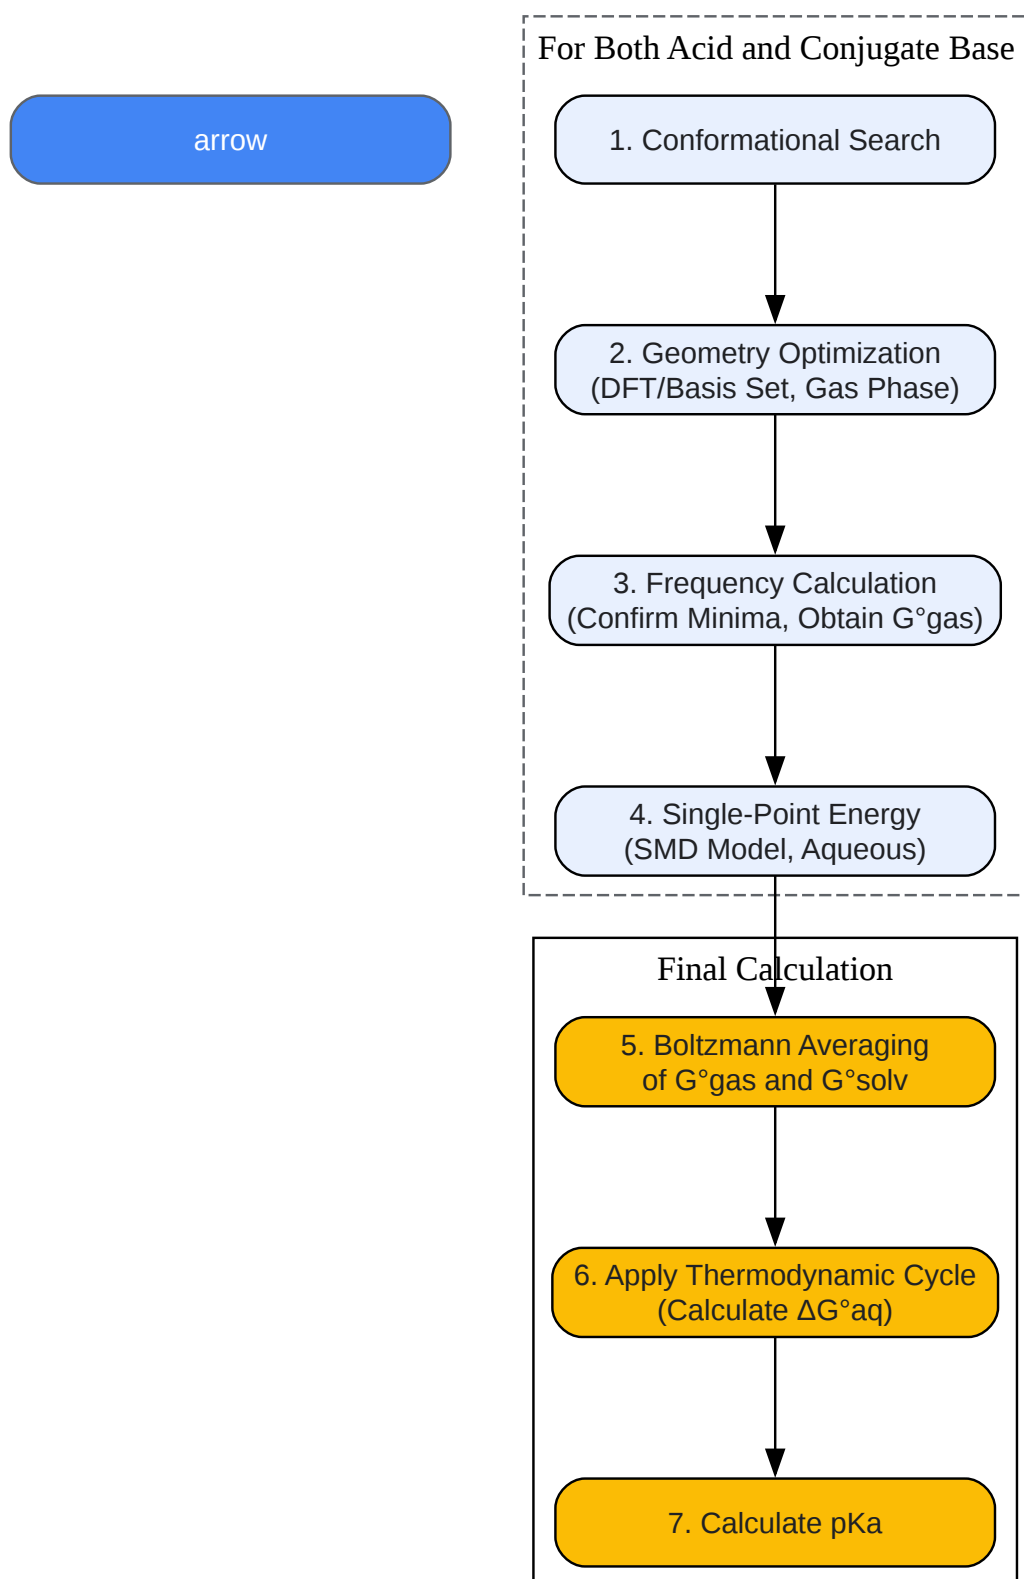 For Both Acid and Conjugate Base
arrow
1. Conformational Search
2. Geometry Optimization
(DFT/Basis Set, Gas Phase)
3. Frequency Calculation
(Confirm Minima, Obtain G°gas)
4. Single-Point Energy
(SMD Model, Aqueous)
Final Calculation
5. Boltzmann Averaging
of G°gas and G°solv
6. Apply Thermodynamic Cycle
(Calculate ΔG°aq)
7. Calculate pKa